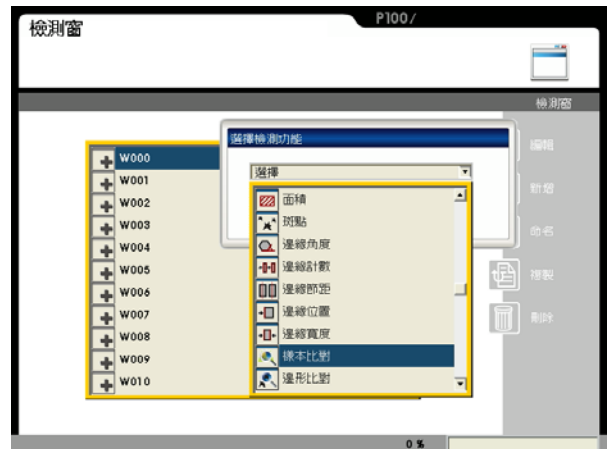 檢測窗
P100/
檢測窗
選擇檢測功能
選擇
編輯
新增
命名
複製
刪除
W000
W001
W002
W003
W004
W005
W006
W007
W008
W009
W010
面積
斑點
邊緣角度
邊緣計數
邊緣節距
邊緣位置
邊緣寬度
樣本比對
邊形比對
0 %